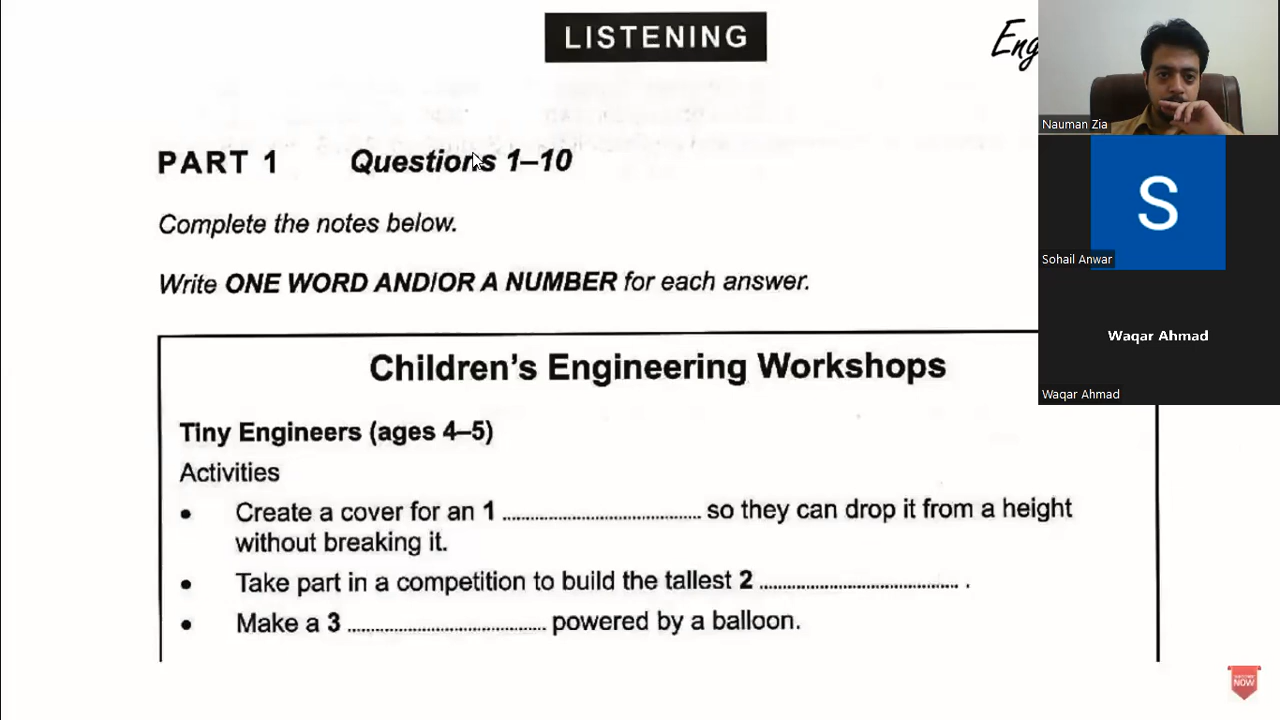 LISTENING
Eng
PART 1 Questions 1–10
Complete the notes below.
Write ONE WORD AND/OR A NUMBER for each answer.
Children's Engineering Workshops
Tiny Engineers (ages 4–5)
Activities
• Create a cover for an 1 ........................................ so they can drop it from a height
without breaking it.
• Take part in a competition to build the tallest 2 ........................................ .
• Make a 3 ........................................ powered by a balloon.
Nauman Zia
S
Sohail Anwar
Waqar Ahmad
Waqar Ahmad
NOW